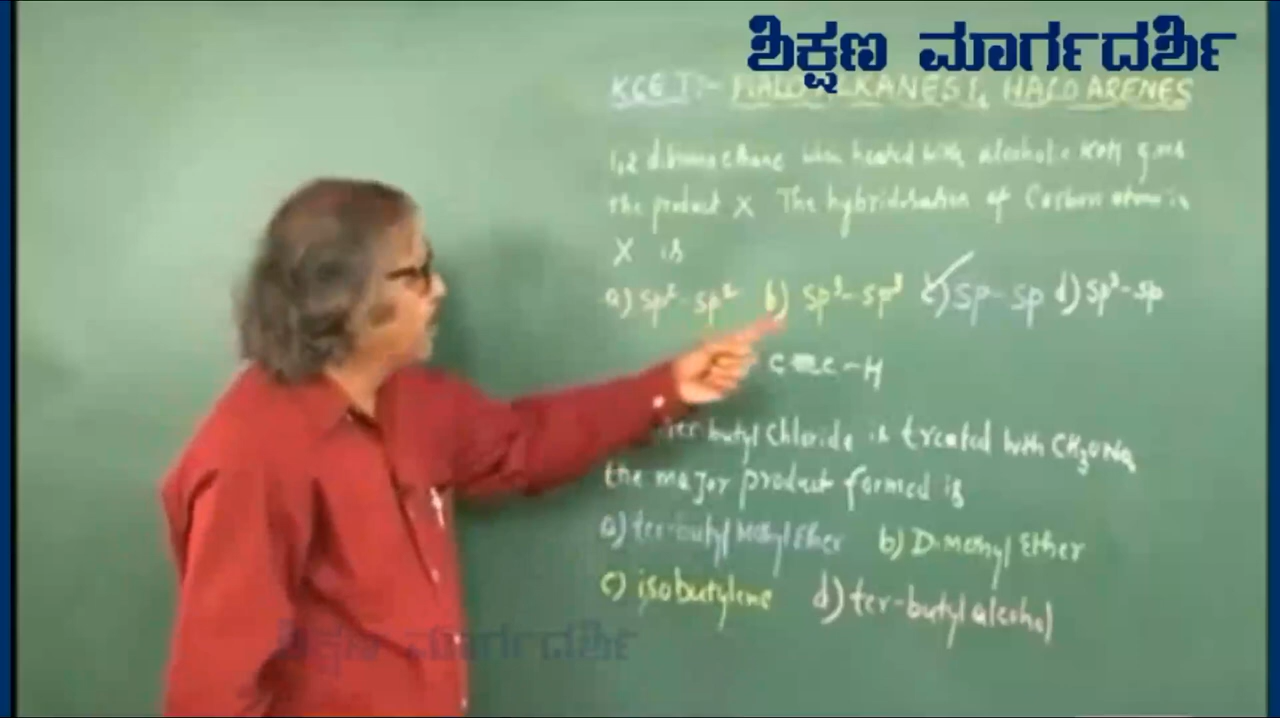 ಶಿಕ್ಷಣ ಮಾರ್ಗದರ್ಶಿ
KCET:- HALOALKANES & HALOARENES
1,2 dibromoethane when heated with alcoholic KOH gives
the product X The hybridisation of Carbon atoms in
X is
a) sp² - sp² b) sp³ - sp³ c) sp - sp d) sp³ - sp
C≡C-H
ter-butyl Chloride is treated with CH₃ONa
the major product formed is
a) ter-butyl Methyl Ether b) Dimethyl Ether
c) isobutylene d) ter-butyl alcohol
ಶಿಕ್ಷಣ ಮಾರ್ಗದರ್ಶಿ